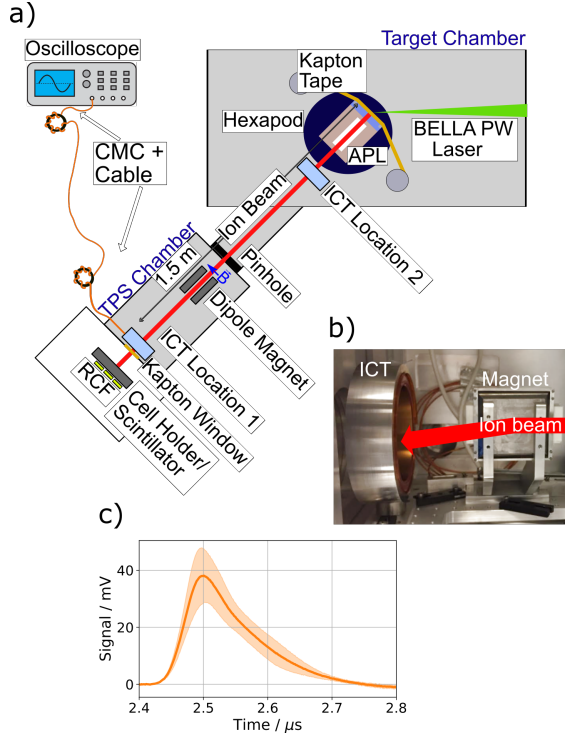 a)
Oscilloscope
CMC +
Cable
Target Chamber
Kapton
Tape
Hexapod
APL
BELLA PW
Laser
ICT Location 2
Ion Beam
TPS Chamber
1.5 m
Pinhole
B
Dipole Magnet
ICT Location 1
Kapton Window
RCF
Cell Holder/
Scintillator
b)
ICT
Magnet
Ion beam
c)
Signal / mV
40
20
0
2.4 2.5 2.6 2.7 2.8
Time / μs